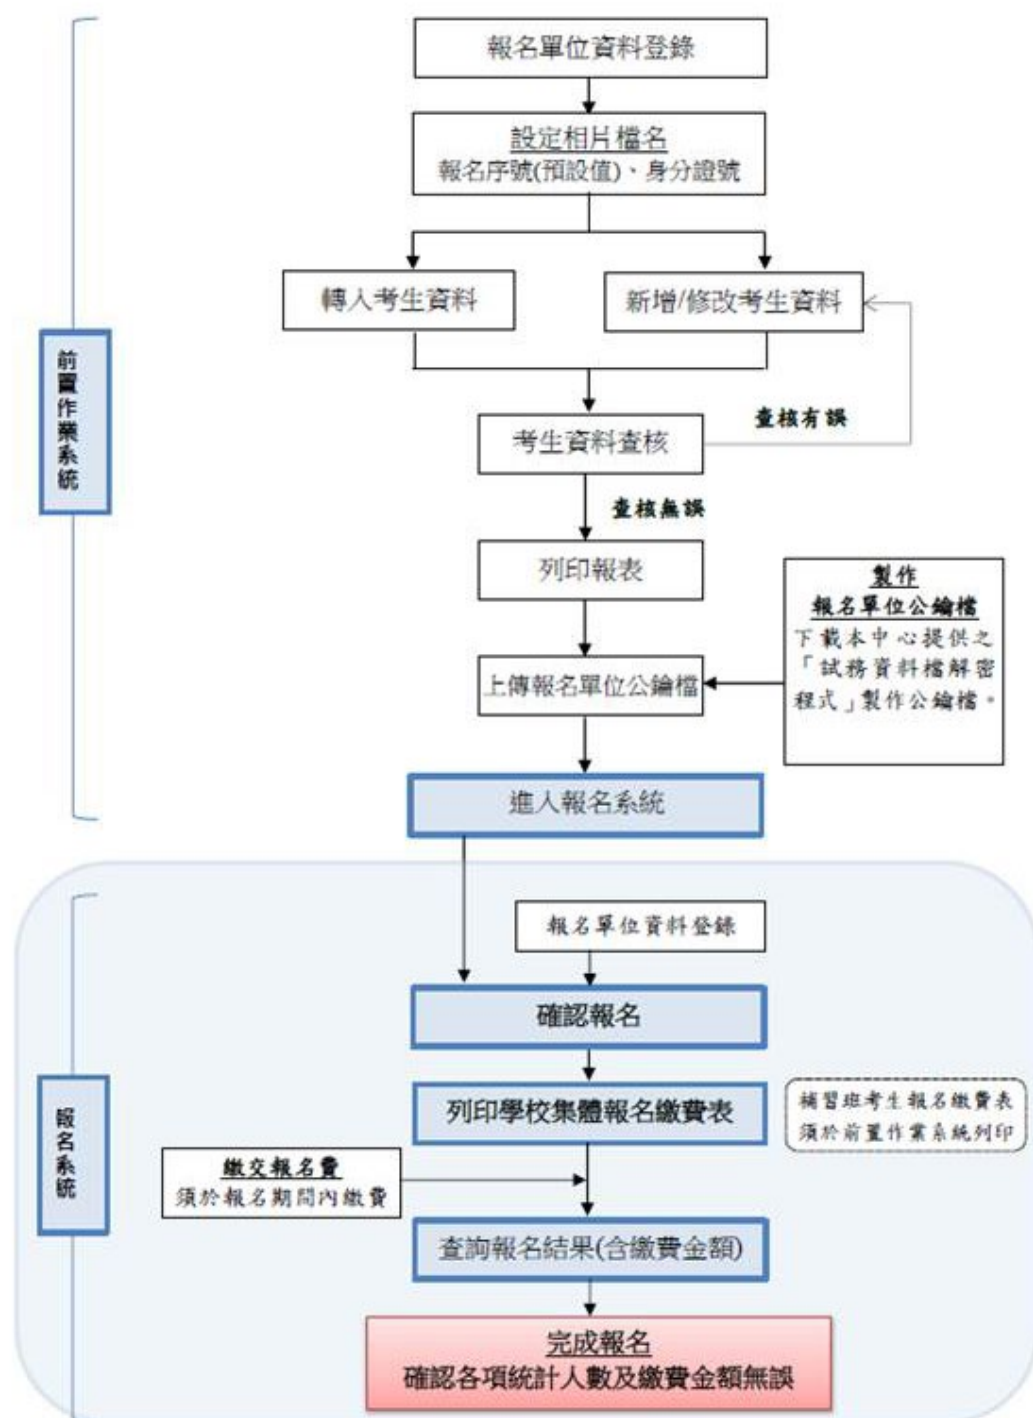 報名單位資料登錄
設定相片檔名
報名序號(預設值)、身分證號
轉入考生資料
新增/修改考生資料
前置作業系統
查核有誤
考生資料查核
查核無誤
列印報表
製作
報名單位公鑰檔
下載本中心提供之
「試務資料檔解密
程式」製作公鑰檔。
上傳報名單位公鑰檔
進入報名系統
報名單位資料登錄
確認報名
報名系統
列印學校集體報名繳費表
補習班考生報名繳費表
須於前置作業系統列印
繳交報名費
須於報名期間內繳費
查詢報名結果(含繳費金額)
完成報名
確認各項統計人數及繳費金額無誤